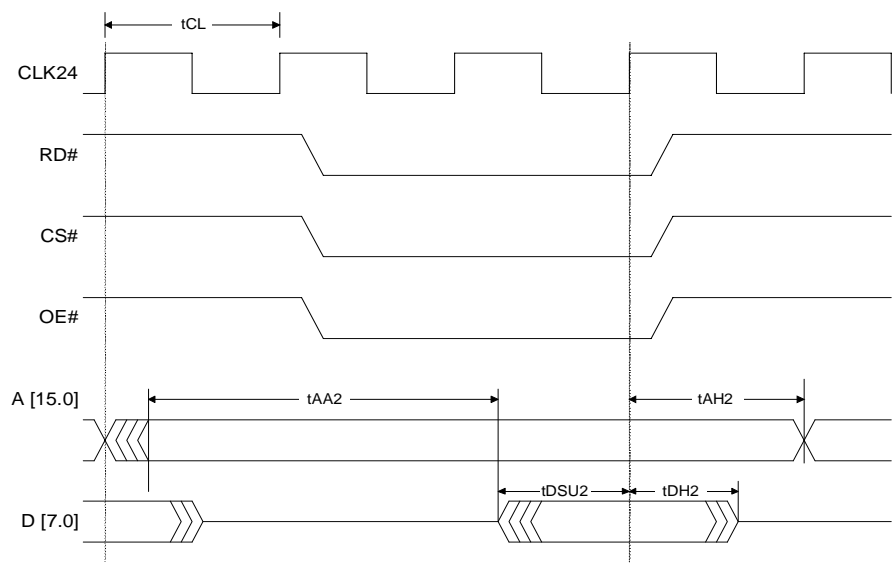 tCL
CLK24
RD#
CS#
OE#
A [15.0]
tAA2
tAH2
tDSU2
tDH2
D [7.0]